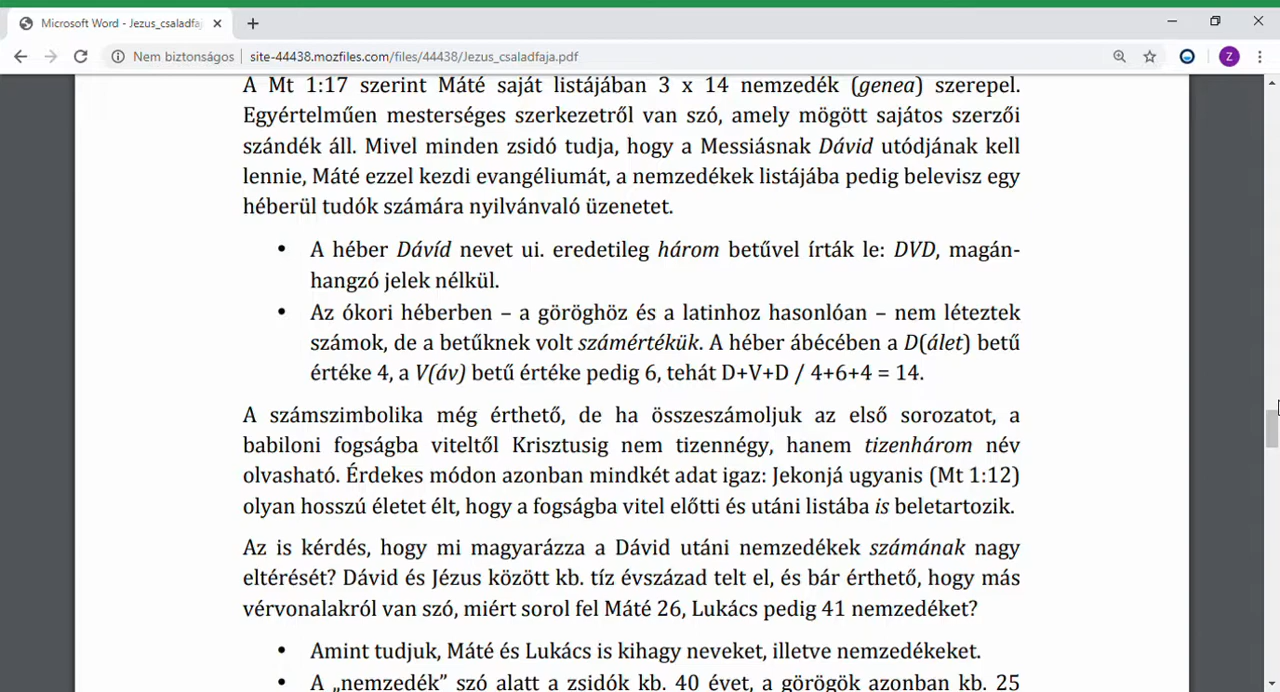 Microsoft Word - Jezus_csaladfa
Nem biztonságos
site-44438.mozfiles.com/files/44438/Jezus_csaladfaja.pdf
Z
A Mt 1:17 szerint Máté saját listájában 3 x 14 nemzedék (genea) szerepel.
Egyértelműen mesterséges szerkezetről van szó, amely mögött sajátos szerzői
szándék áll. Mivel minden zsidó tudja, hogy a Messiásnak Dávid utódjának kell
lennie, Máté ezzel kezdi evangéliumát, a nemzedékek listájába pedig belevisz egy
héberül tudók számára nyilvánvaló üzenetet.
• A héber Dávíd nevet ui. eredetileg három betűvel írták le: DVD, magán-
hangzó jelek nélkül.
• Az ókori héberben – a göröghöz és a latinhoz hasonlóan – nem léteztek
számok, de a betűknek volt számértékük. A héber ábécében a D(álet) betű
értéke 4, a V(áv) betű értéke pedig 6, tehát D+V+D / 4+6+4 = 14.
A számszimbolika még érthető, de ha összeszámoljuk az első sorozatot, a
babiloni fogságba viteltől Krisztusig nem tizennégy, hanem tizenhárom név
olvasható. Érdekes módon azonban mindkét adat igaz: Jekonjá ugyanis (Mt 1:12)
olyan hosszú életet élt, hogy a fogságba vitel előtti és utáni listába is beletartozik.
Az is kérdés, hogy mi magyarázza a Dávid utáni nemzedékek számának nagy
eltérését? Dávid és Jézus között kb. tíz évszázad telt el, és bár érthető, hogy más
vérvonalakról van szó, miért sorol fel Máté 26, Lukács pedig 41 nemzedéket?
• Amint tudjuk, Máté és Lukács is kihagy neveket, illetve nemzedékeket.
• A „nemzedék” szó alatt a zsidók kb. 40 évet, a görögök azonban kb. 25